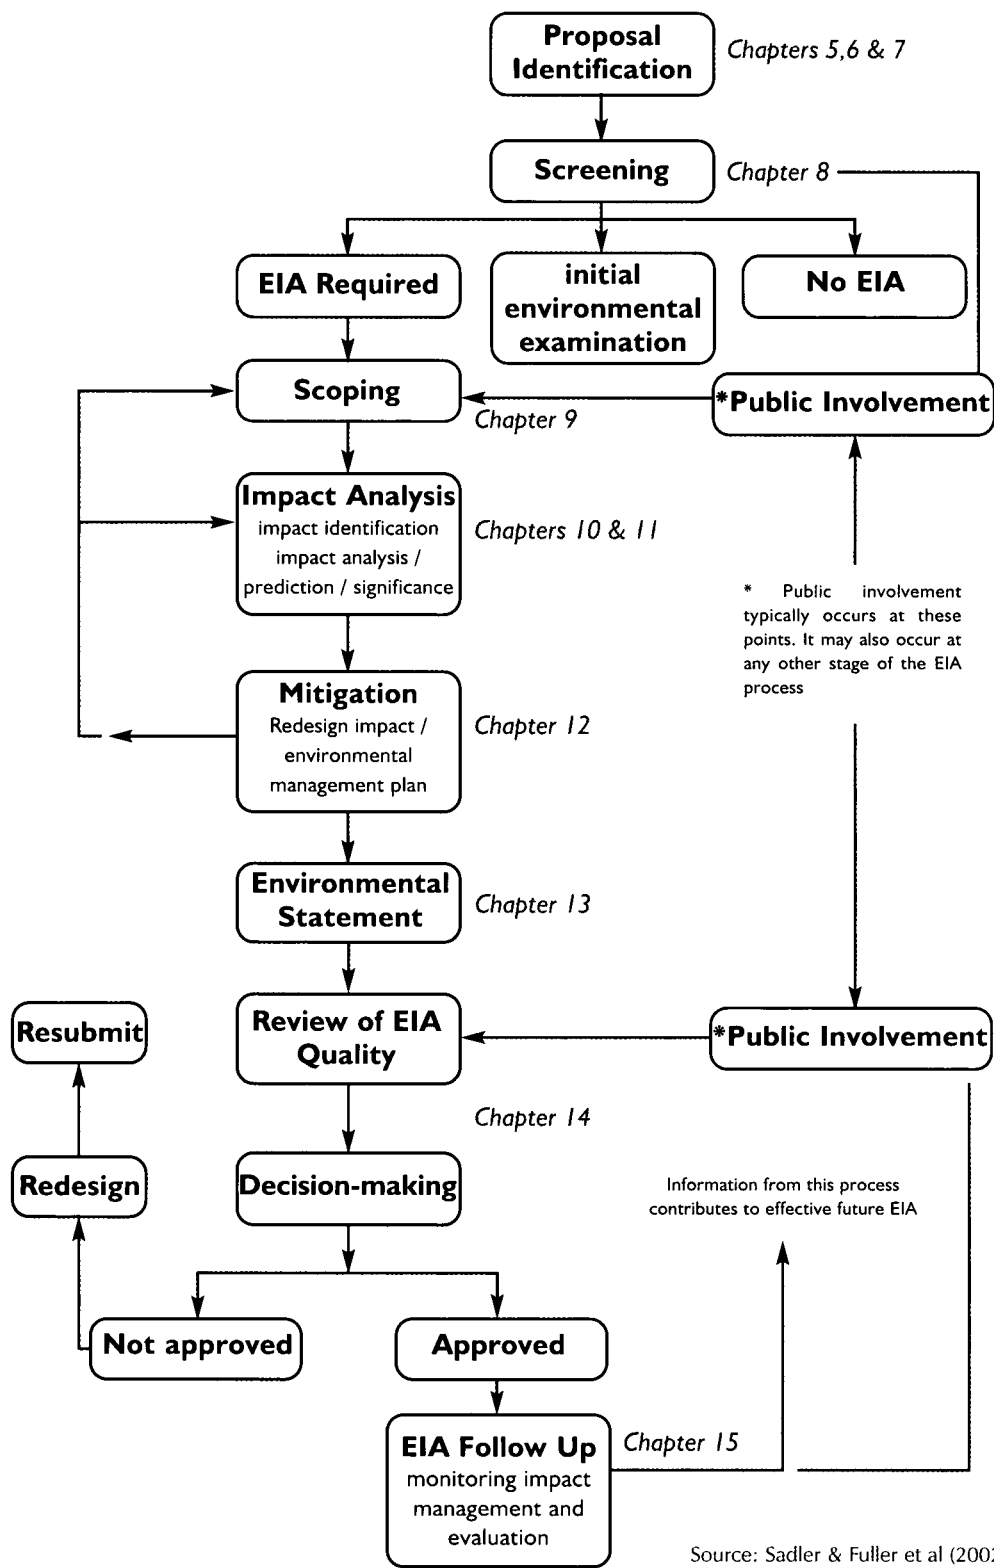 Proposal
Identification
Chapters 5,6 & 7
Screening
Chapter 8
EIA Required
initial
environmental
examination
No EIA
Scoping
Chapter 9
*Public Involvement
Impact Analysis
impact identification
impact analysis /
prediction / significance
Chapters 10 & 11
* Public involvement
typically occurs at these
points. It may also occur at
any other stage of the EIA
process
Mitigation
Redesign impact /
environmental
management plan
Chapter 12
Environmental
Statement
Chapter 13
Resubmit
Review of EIA
Quality
*Public Involvement
Chapter 14
Redesign
Decision-making
Information from this process
contributes to effective future EIA
Not approved
Approved
EIA Follow Up
monitoring impact
management and
evaluation
Chapter 15
Source: Sadler & Fuller et al